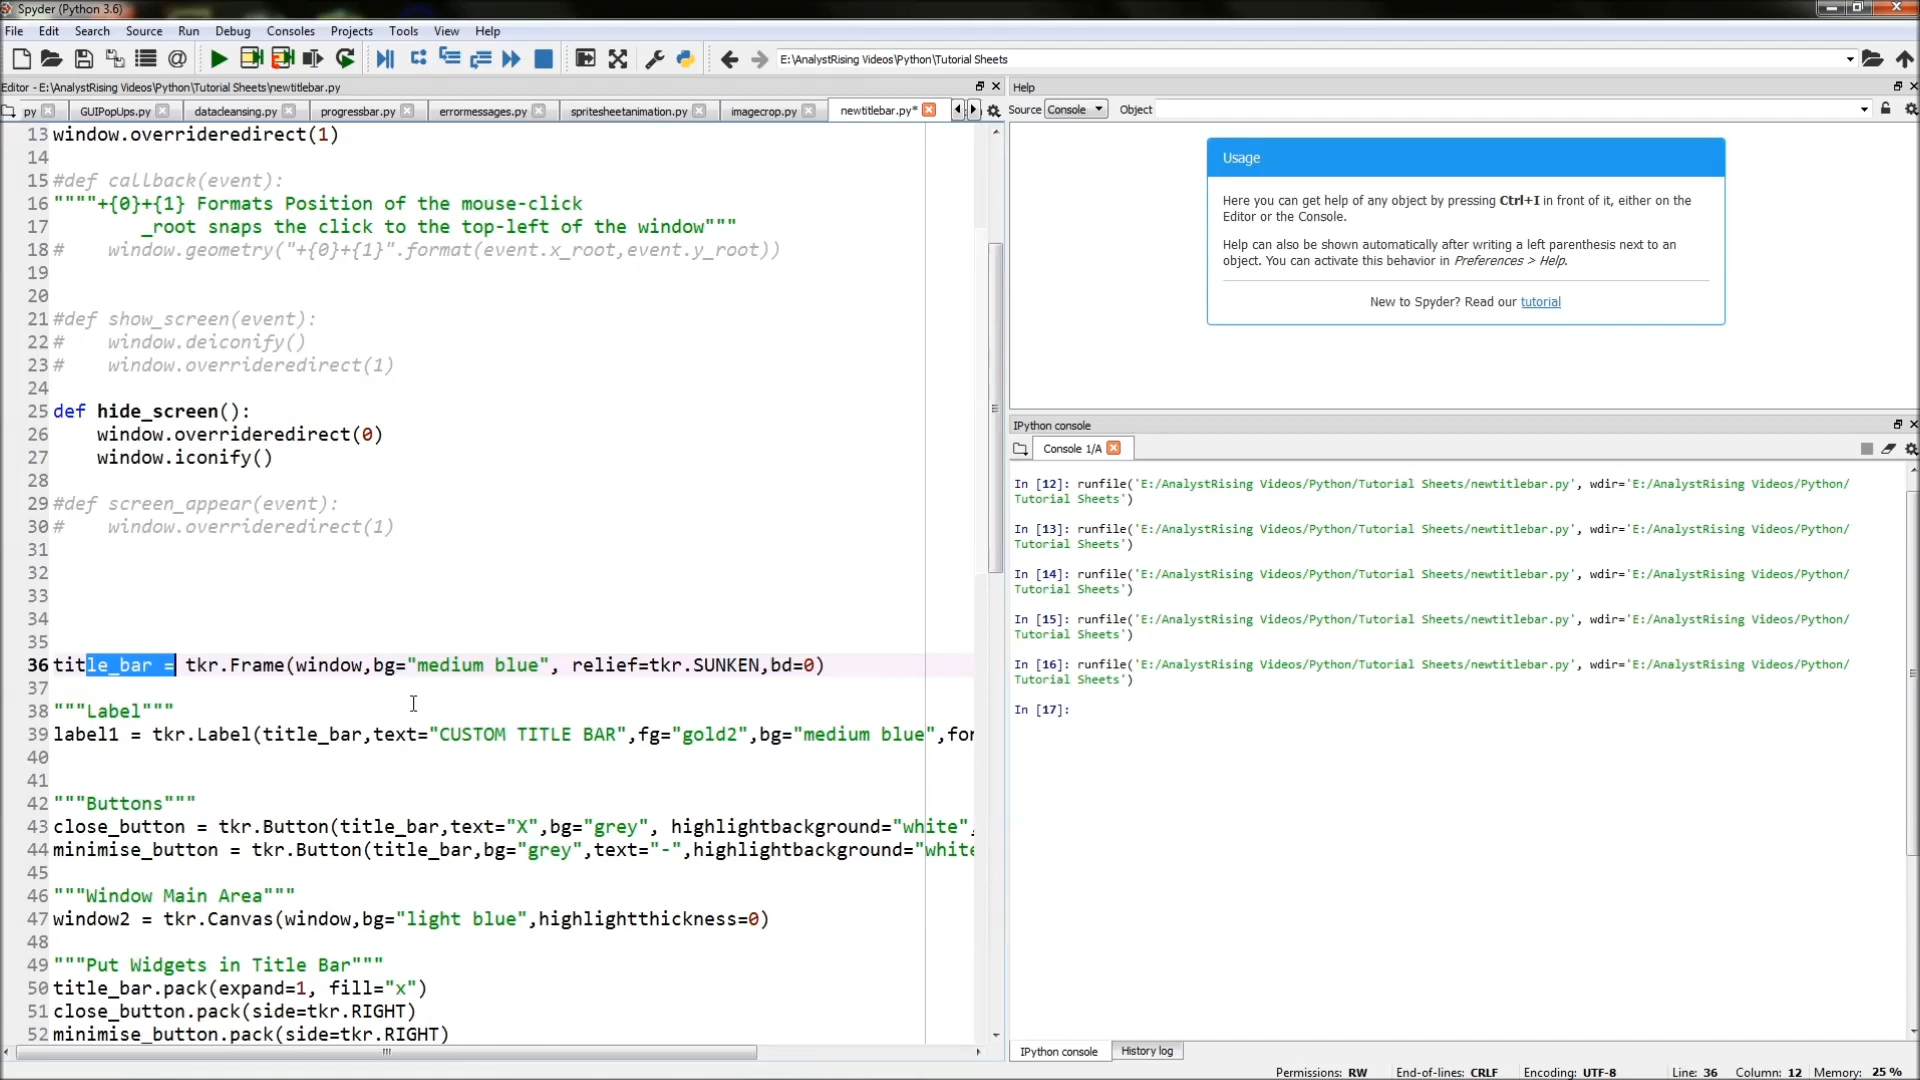 Spyder (Python 3.6)
File Edit Search Source Run Debug Consoles Projects Tools View Help
E:\AnalystRising Videos\Python\Tutorial Sheets
Editor - E:\AnalystRising Videos\Python\Tutorial Sheets\newtitlebar.py
py GUIPopUps.py datacleansing.py progressbar.py errormessages.py spritesheetanimation.py imagecrop.py newtitlebar.py*
13 window.overrideredirect(1)
14
15 #def callback(event):
16 """"+{0}+{1} Formats Position of the mouse-click
17 _root snaps the click to the top-left of the window"""
18 # window.geometry("+{0}+{1}".format(event.x_root,event.y_root))
19
20
21 #def show_screen(event):
22 # window.deiconify()
23 # window.overrideredirect(1)
24
25 def hide_screen():
26 window.overrideredirect(0)
27 window.iconify()
28
29 #def screen_appear(event):
30 # window.overrideredirect(1)
31
32
33
34
35
36 title_bar = tkr.Frame(window,bg="medium blue", relief=tkr.SUNKEN,bd=0)
37
38 """Label"""
39 label1 = tkr.Label(title_bar,text="CUSTOM TITLE BAR",fg="gold2",bg="medium blue",for
40
41
42 """Buttons"""
43 close_button = tkr.Button(title_bar,text="X",bg="grey", highlightbackground="white",
44 minimise_button = tkr.Button(title_bar,bg="grey",text="-",highlightbackground="white
45
46 """Window Main Area"""
47 window2 = tkr.Canvas(window,bg="light blue",highlightthickness=0)
48
49 """Put Widgets in Title Bar"""
50 title_bar.pack(expand=1, fill="x")
51 close_button.pack(side=tkr.RIGHT)
52 minimise_button.pack(side=tkr.RIGHT)
Help
Source Console Object
Usage
Here you can get help of any object by pressing Ctrl+I in front of it, either on the
Editor or the Console.
Help can also be shown automatically after writing a left parenthesis next to an
object. You can activate this behavior in Preferences > Help.
New to Spyder? Read our tutorial
IPython console
Console 1/A
In [12]: runfile('E:/AnalystRising Videos/Python/Tutorial Sheets/newtitlebar.py', wdir='E:/AnalystRising Videos/Python/
Tutorial Sheets')
In [13]: runfile('E:/AnalystRising Videos/Python/Tutorial Sheets/newtitlebar.py', wdir='E:/AnalystRising Videos/Python/
Tutorial Sheets')
In [14]: runfile('E:/AnalystRising Videos/Python/Tutorial Sheets/newtitlebar.py', wdir='E:/AnalystRising Videos/Python/
Tutorial Sheets')
In [15]: runfile('E:/AnalystRising Videos/Python/Tutorial Sheets/newtitlebar.py', wdir='E:/AnalystRising Videos/Python/
Tutorial Sheets')
In [16]: runfile('E:/AnalystRising Videos/Python/Tutorial Sheets/newtitlebar.py', wdir='E:/AnalystRising Videos/Python/
Tutorial Sheets')
In [17]:
IPython console History log
Permissions: RW End-of-lines: CRLF Encoding: UTF-8 Line: 36 Column: 12 Memory: 25 %